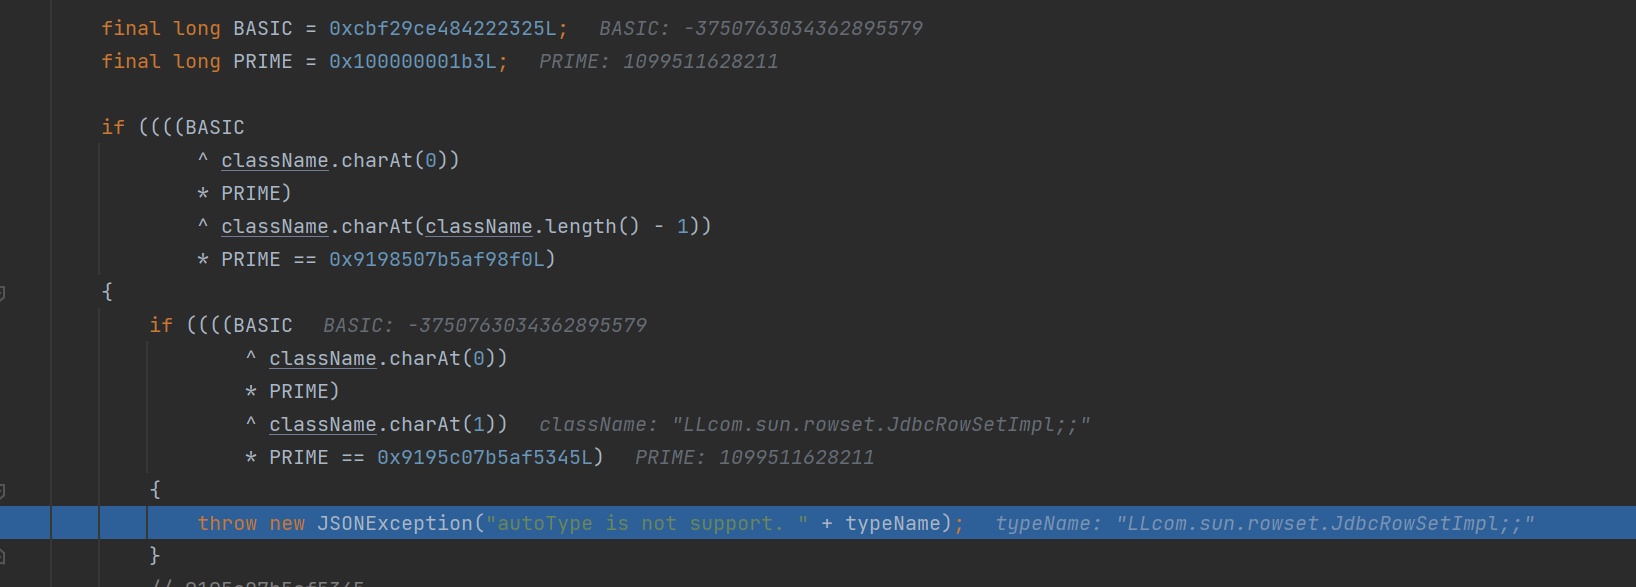 final long BASIC = 0xcbf29ce484222325L; BASIC: -3750763034362895579
final long PRIME = 0x100000001b3L; PRIME: 1099511628211
if ((((BASIC
^ className.charAt(0))
* PRIME)
^ className.charAt(className.length() - 1))
* PRIME == 0x9198507b5af98f0L)
{
if ((((BASIC BASIC: -3750763034362895579
^ className.charAt(0))
* PRIME)
^ className.charAt(1)) className: "LLcom.sun.rowset.JdbcRowSetImpl;;"
* PRIME == 0x9195c07b5af5345L) PRIME: 1099511628211
{
throw new JSONException("autoType is not support. " + typeName); typeName: "LLcom.sun.rowset.JdbcRowSetImpl;;"
}
// 9195c07b5af5345